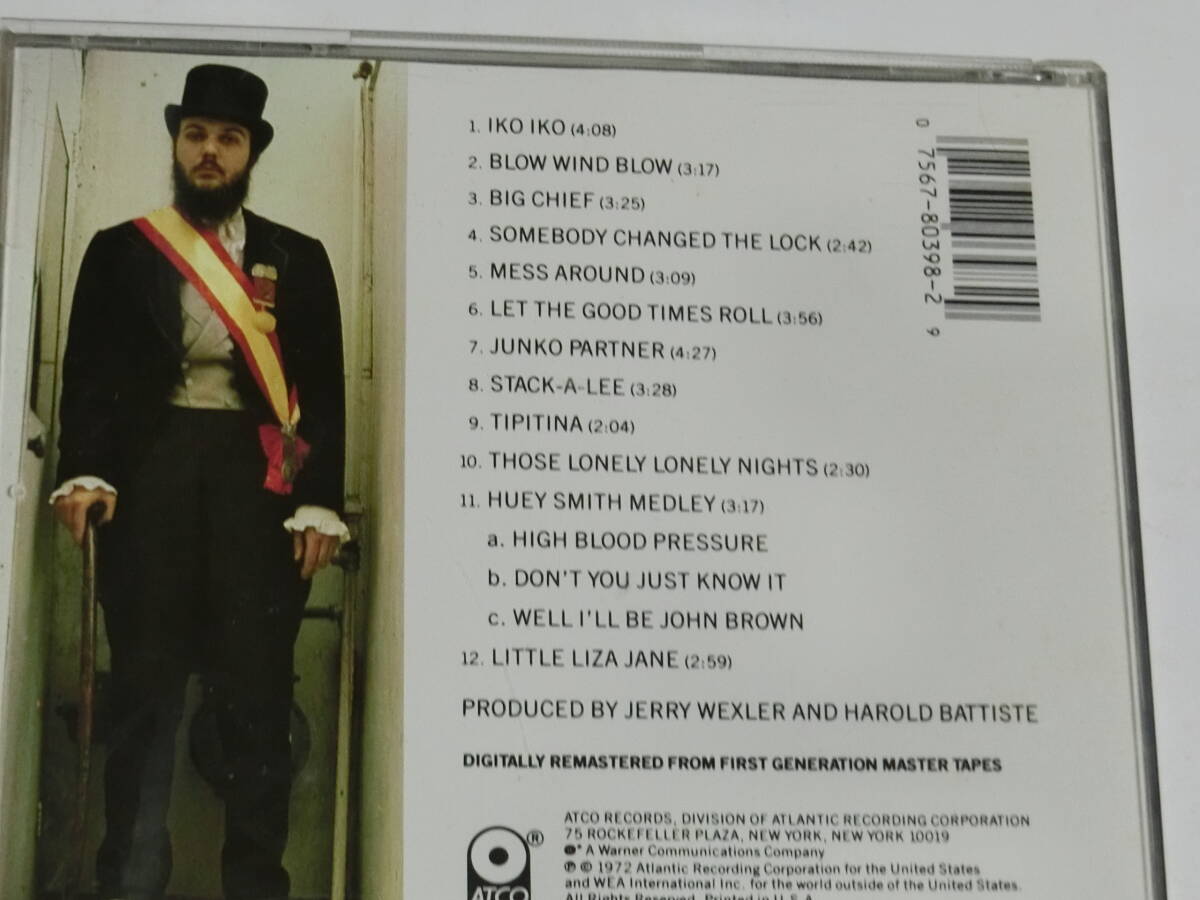 1. IKO IKO (4:08)
2. BLOW WIND BLOW (3:17)
3. BIG CHIEF (3:25)
4. SOMEBODY CHANGED THE LOCK (2:42)
5. MESS AROUND (3:09)
6. LET THE GOOD TIMES ROLL (3:56)
7. JUNKO PARTNER (4:27)
8. STACK-A-LEE (3:28)
9. TIPITINA (2:04)
10. THOSE LONELY LONELY NIGHTS (2:30)
11. HUEY SMITH MEDLEY (3:17)
a. HIGH BLOOD PRESSURE
b. DON'T YOU JUST KNOW IT
c. WELL I'LL BE JOHN BROWN
12. LITTLE LIZA JANE (2:59)
PRODUCED BY JERRY WEXLER AND HAROLD BATTISTE
DIGITALLY REMASTERED FROM FIRST GENERATION MASTER TAPES
ATCO RECORDS, DIVISION OF ATLANTIC RECORDING CORPORATION
75 ROCKEFELLER PLAZA, NEW YORK, NEW YORK 10019
A Warner Communications Company
℗ © 1972 Atlantic Recording Corporation for the United States
and WEA International Inc. for the world outside of the United States.
All Rights Reserved. Printed in U.S.A.
ATCO ®
0 7567-80398-2 9